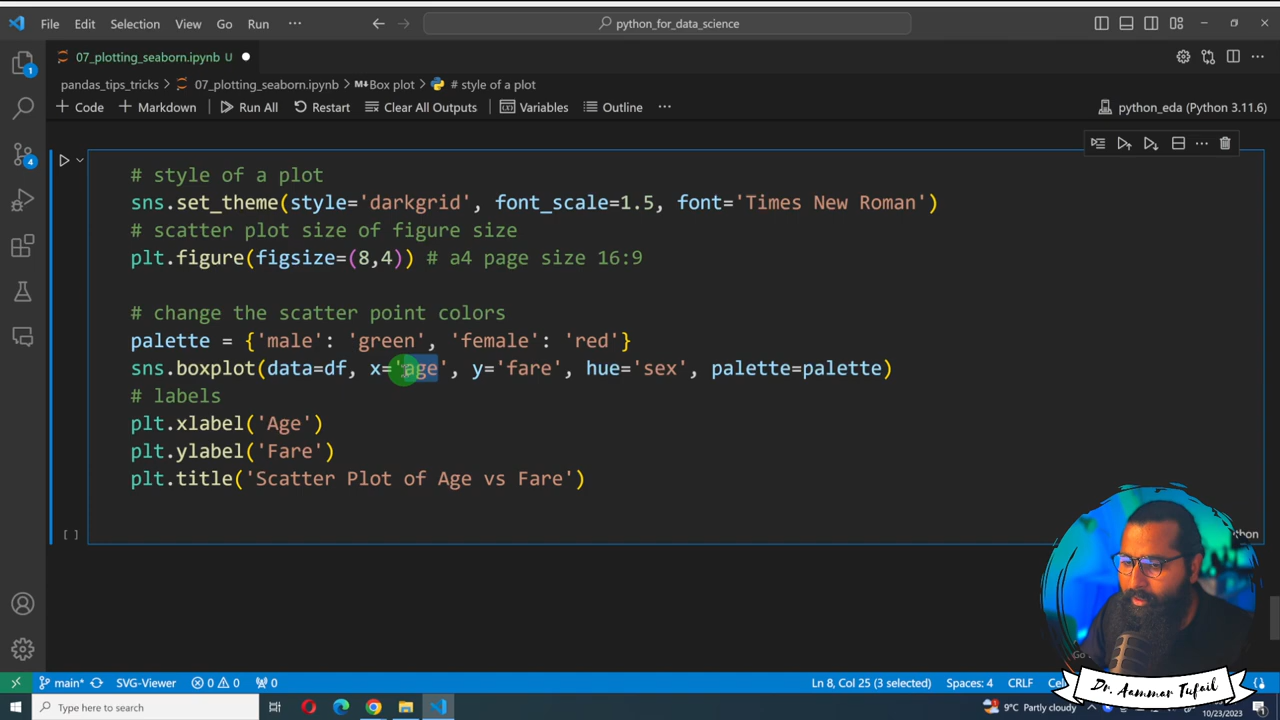 File Edit Selection View Go Run ··· python_for_data_science
07_plotting_seaborn.ipynb U
pandas_tips_tricks > 07_plotting_seaborn.ipynb > M↓Box plot > # style of a plot
+ Code + Markdown Run All Restart Clear All Outputs Variables Outline ··· python_eda (Python 3.11.6)
# style of a plot
sns.set_theme(style='darkgrid', font_scale=1.5, font='Times New Roman')
# scatter plot size of figure size
plt.figure(figsize=(8,4)) # a4 page size 16:9
# change the scatter point colors
palette = {'male': 'green', 'female': 'red'}
sns.boxplot(data=df, x='age', y='fare', hue='sex', palette=palette)
# labels
plt.xlabel('Age')
plt.ylabel('Fare')
plt.title('Scatter Plot of Age vs Fare')
[ ]
1
4
main* SVG-Viewer 0 0 0 Ln 8, Col 25 (3 selected) Spaces: 4 CRLF
Dr. Aammar Tufail
Type here to search 9°C Partly cloudy 10/23/2023